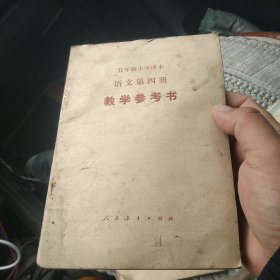 五年制小学课本
语文第四册
教学参考书
人民教育出版社